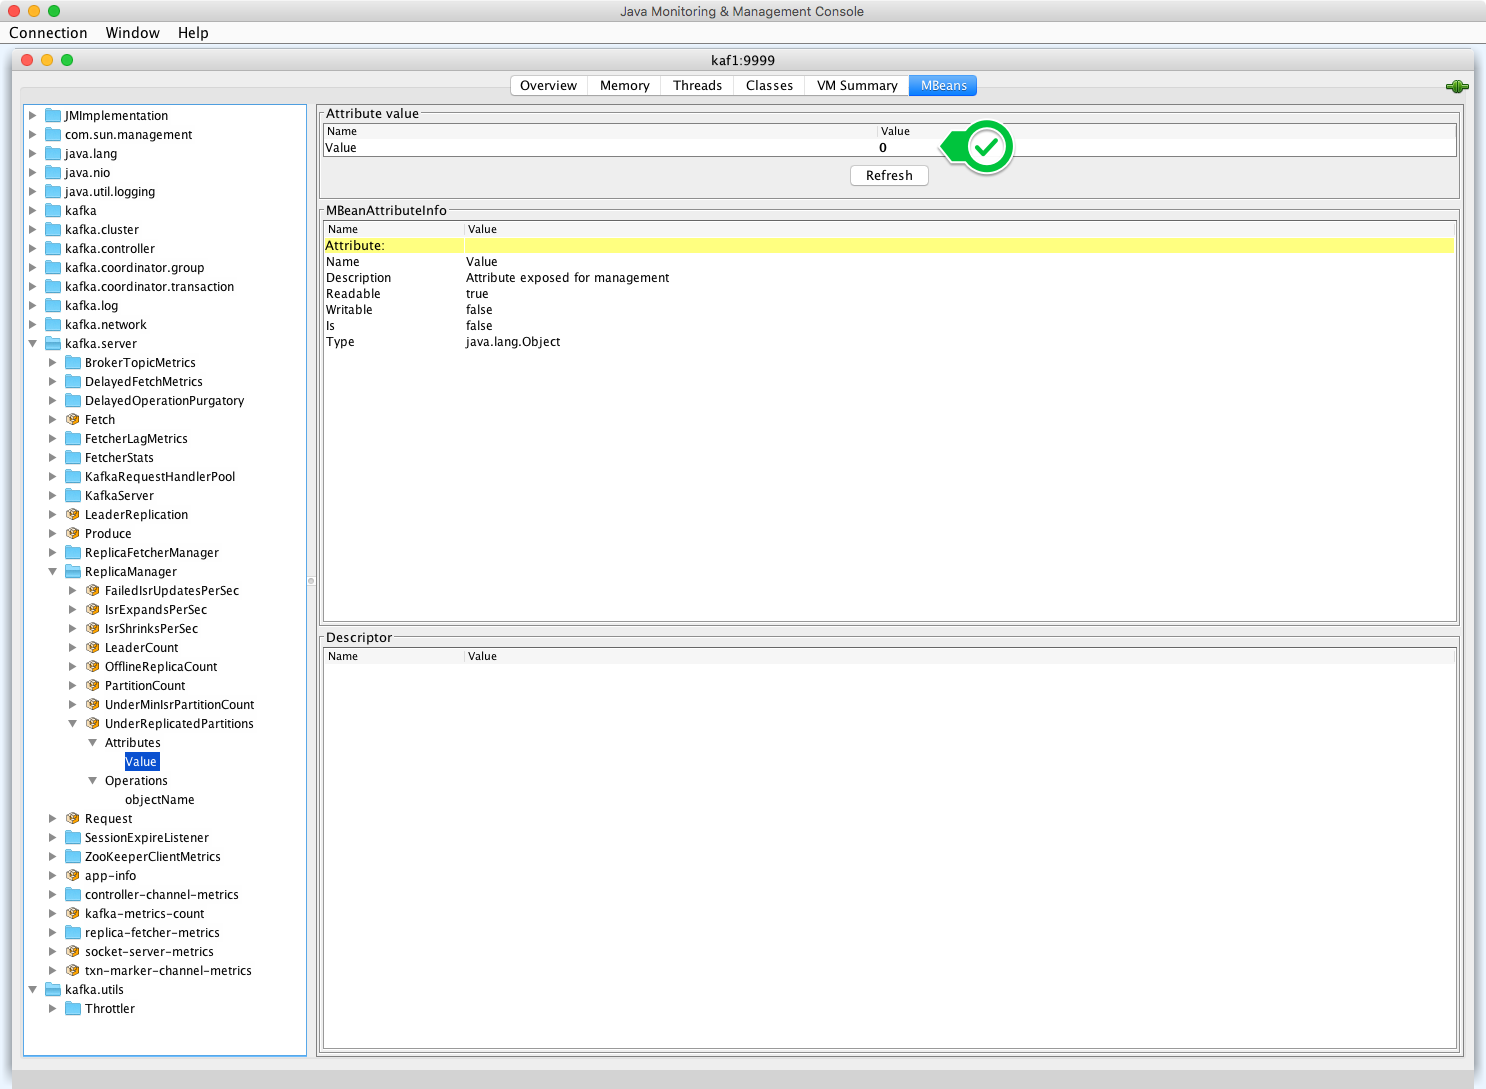 Java Monitoring & Management Console
Connection Window Help
kaf1:9999
Overview Memory Threads Classes VM Summary MBeans
JMImplementation
com.sun.management
java.lang
java.nio
java.util.logging
kafka
kafka.cluster
kafka.controller
kafka.coordinator.group
kafka.coordinator.transaction
kafka.log
kafka.network
kafka.server
BrokerTopicMetrics
DelayedFetchMetrics
DelayedOperationPurgatory
Fetch
FetcherLagMetrics
FetcherStats
KafkaRequestHandlerPool
KafkaServer
LeaderReplication
Produce
ReplicaFetcherManager
ReplicaManager
FailedIsrUpdatesPerSec
IsrExpandsPerSec
IsrShrinksPerSec
LeaderCount
OfflineReplicaCount
PartitionCount
UnderMinIsrPartitionCount
UnderReplicatedPartitions
Attributes
Value
Operations
objectName
Request
SessionExpireListener
ZooKeeperClientMetrics
app-info
controller-channel-metrics
kafka-metrics-count
replica-fetcher-metrics
socket-server-metrics
txn-marker-channel-metrics
kafka.utils
Throttler
Attribute value
Name Value
Value 0
Refresh
MBeanAttributeInfo
Name Value
Attribute:
Name Value
Description Attribute exposed for management
Readable true
Writable false
Is false
Type java.lang.Object
Descriptor
Name Value